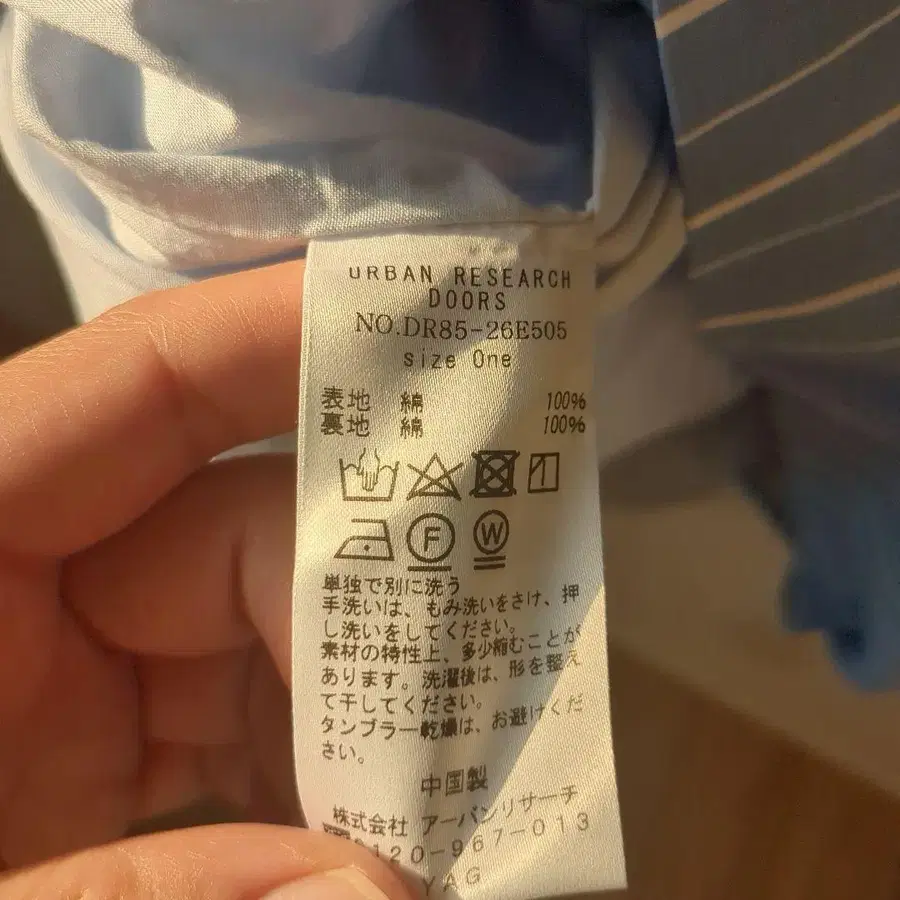 URBAN RESEARCH
DOORS
NO.DR85-26E505
size One
表地 綿 100%
裏地 綿 100%
F W
単独で別に洗う
手洗いは、もみ洗いをさけ、押
し洗いをしてください。
素材の特性上、多少縮むことが
あります。洗濯後は、形を整え
て干してください。
タンブラー乾燥は、お避けくだ
さい。
中国製
株式会社 アーバンリサーチ
0120-967-013
YAG